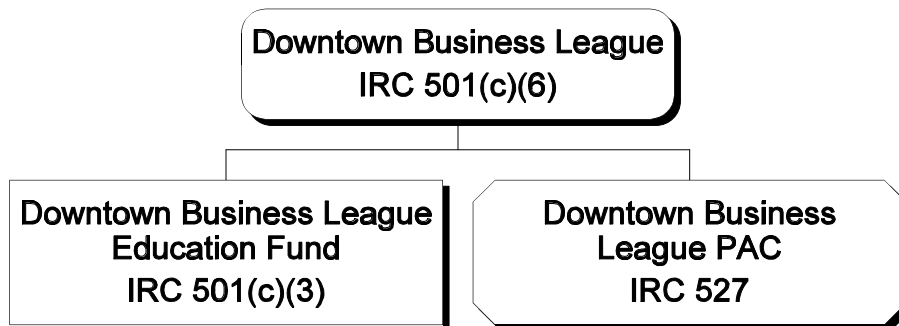 Downtown Business League
IRC 501(c)(6)
Downtown Business League
Education Fund
IRC 501(c)(3)
Downtown Business
League PAC
IRC 527